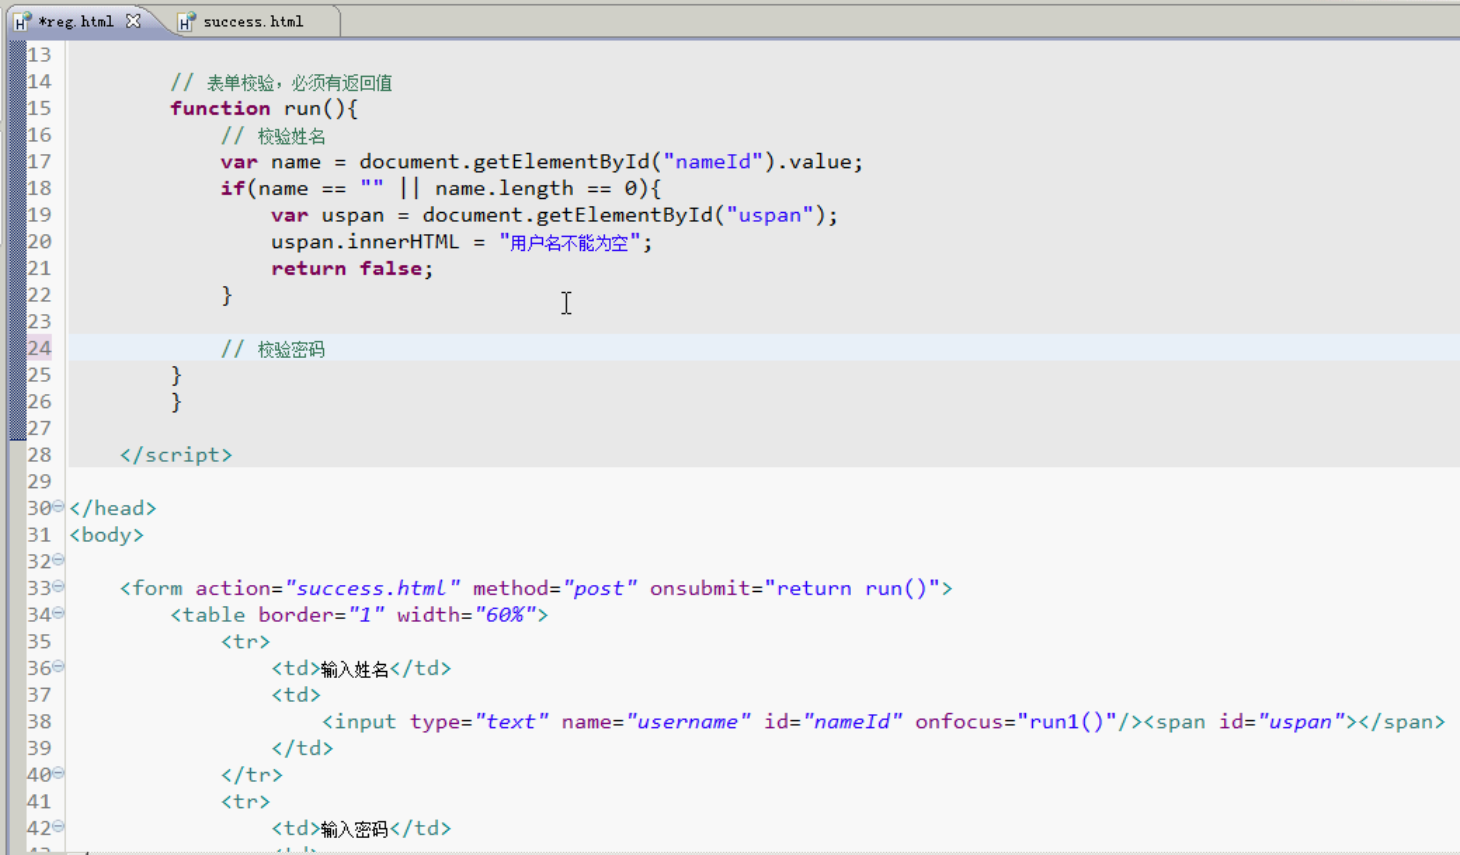 *reg.html success.html
13
14 // 表单校验，必须有返回值
15 function run(){
16 // 校验姓名
17 var name = document.getElementById("nameId").value;
18 if(name == "" || name.length == 0){
19 var uspan = document.getElementById("uspan");
20 uspan.innerHTML = "用户名不能为空";
21 return false;
22 }
23
24 // 校验密码
25 }
26 }
27
28 </script>
29
30 </head>
31 <body>
32
33 <form action="success.html" method="post" onsubmit="return run()">
34 <table border="1" width="60%">
35 <tr>
36 <td>输入姓名</td>
37 <td>
38 <input type="text" name="username" id="nameId" onfocus="run1()"/><span id="uspan"></span>
39 </td>
40 </tr>
41 <tr>
42 <td>输入密码</td>